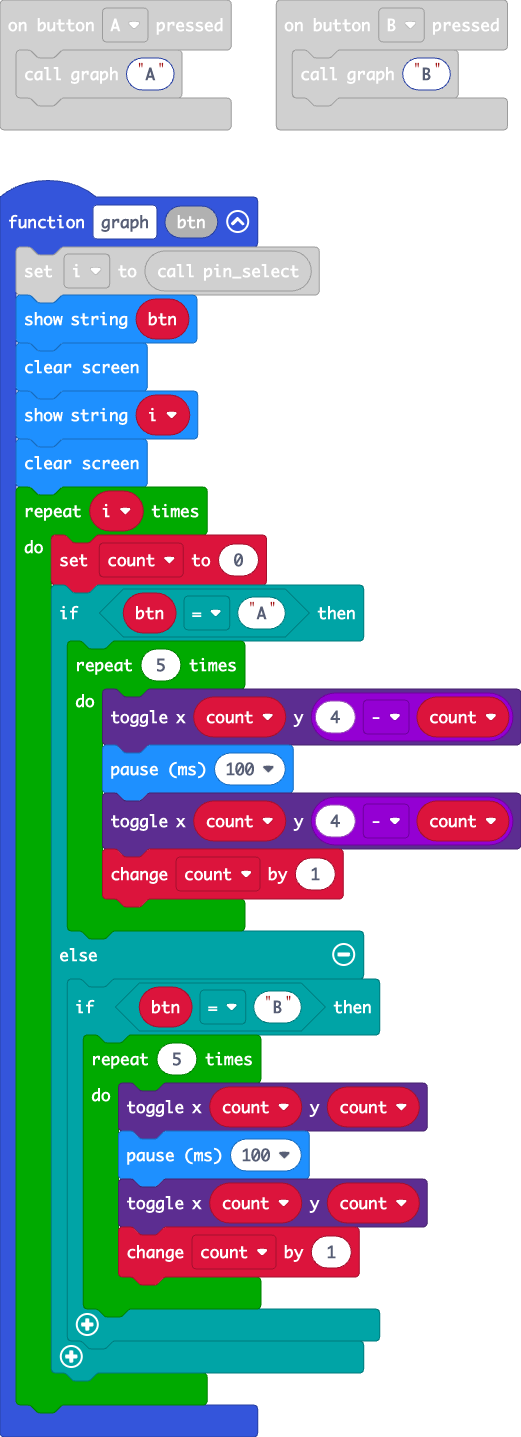 on button A pressed
call graph "A"
on button B pressed
call graph "B"
function graph btn
set i to call pin_select
show string btn
clear screen
show string i
clear screen
repeat i times
do
set count to 0
if btn = "A" then
repeat 5 times
do
toggle x count y 4 - count
pause (ms) 100
toggle x count y 4 - count
change count by 1
else
if btn = "B" then
repeat 5 times
do
toggle x count y count
pause (ms) 100
toggle x count y count
change count by 1